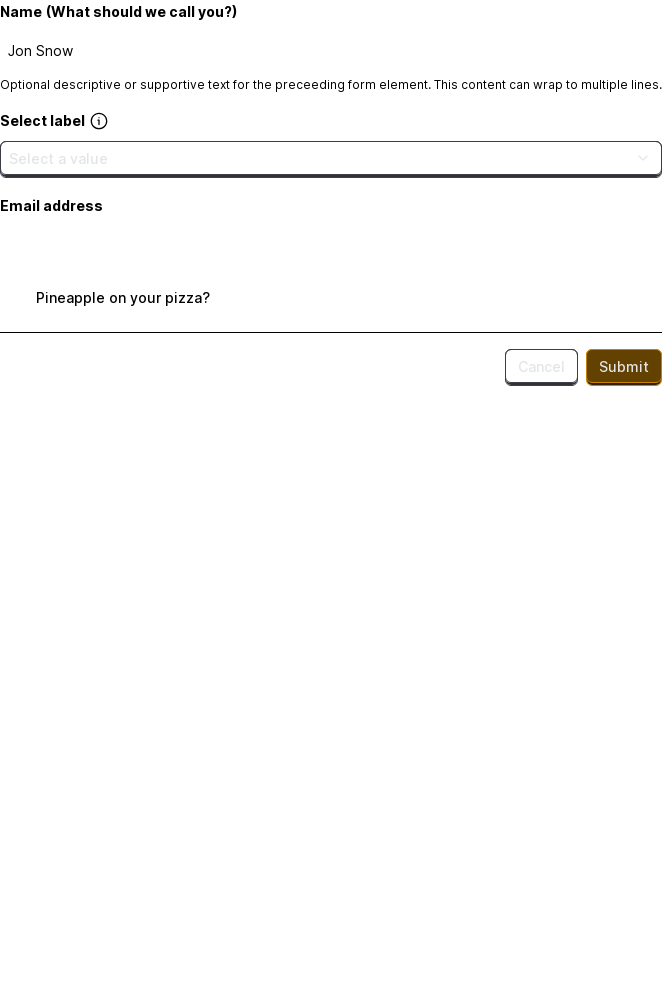 Name (What should we call you?)
Jon Snow
Optional descriptive or supportive text for the preceeding form element. This content can wrap to multiple lines.
Select label
Select a value
Email address
Pineapple on your pizza?
Cancel
Submit